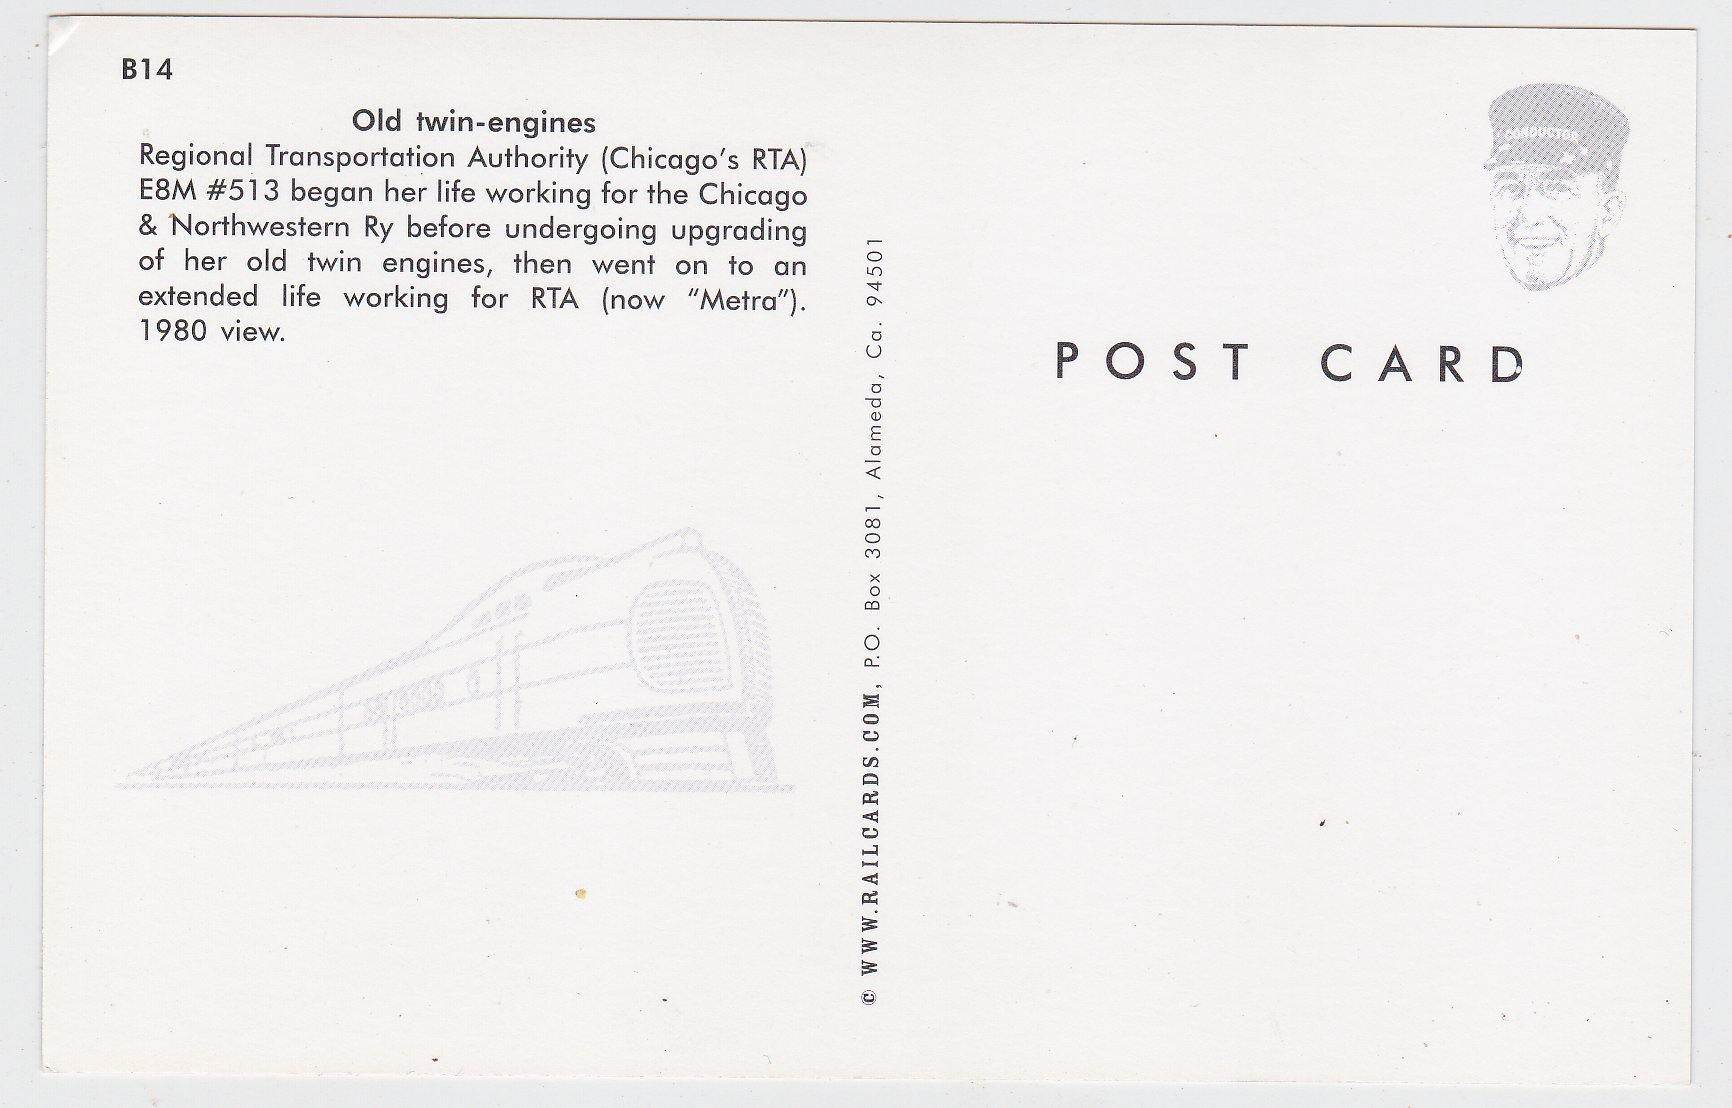 B14
Old twin-engines
Regional Transportation Authority (Chicago's RTA)
E8M #513 began her life working for the Chicago
& Northwestern Ry before undergoing upgrading
of her old twin engines, then went on to an
extended life working for RTA (now "Metra").
1980 view.
© WWW.RAILCARDS.COM, P.O. Box 3081, Alameda, Ca. 94501
CONDUCTOR
POST CARD